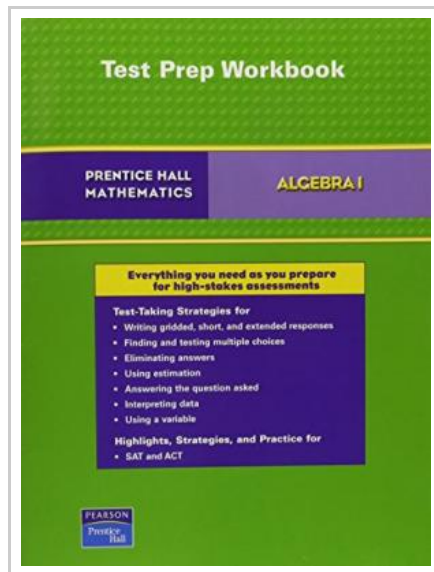 Test Prep Workbook
PRENTICE HALL
MATHEMATICS
ALGEBRA 1
Everything you need as you prepare
for high-stakes assessments
Test-Taking Strategies for
• Writing gridded, short, and extended responses
• Finding and testing multiple choices
• Eliminating answers
• Using estimation
• Answering the question asked
• Interpreting data
• Using a variable
Highlights, Strategies, and Practice for
• SAT and ACT
PEARSON
Prentice
Hall